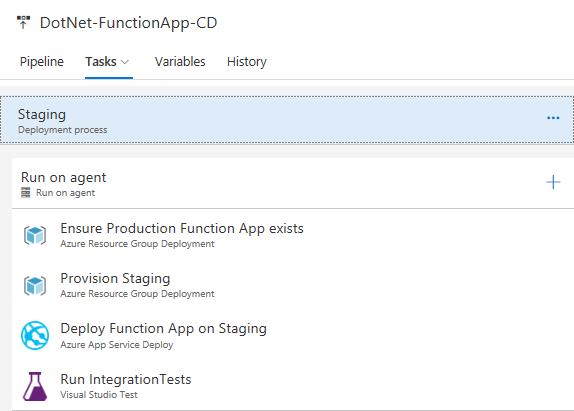 DotNet-FunctionApp-CD
Pipeline Tasks Variables History
Staging
Deployment process
Run on agent
Run on agent
Ensure Production Function App exists
Azure Resource Group Deployment
Provision Staging
Azure Resource Group Deployment
Deploy Function App on Staging
Azure App Service Deploy
Run IntegrationTests
Visual Studio Test